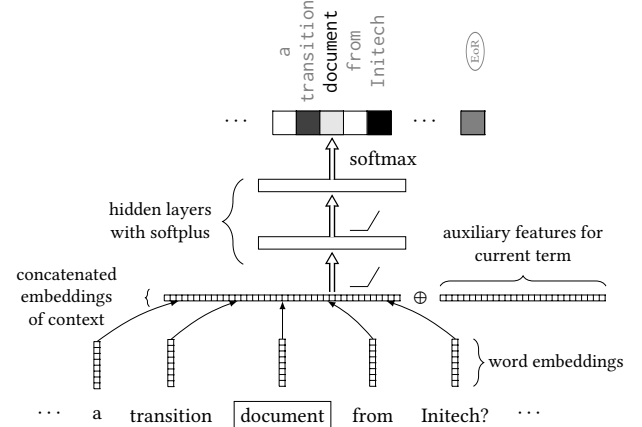 a
transition
document
from
Initech
EoR
··· ···
softmax
hidden layers
with softplus
auxiliary features for
current term
concatenated
embeddings
of context
⊕
word embeddings
··· a transition document from Initech? ···